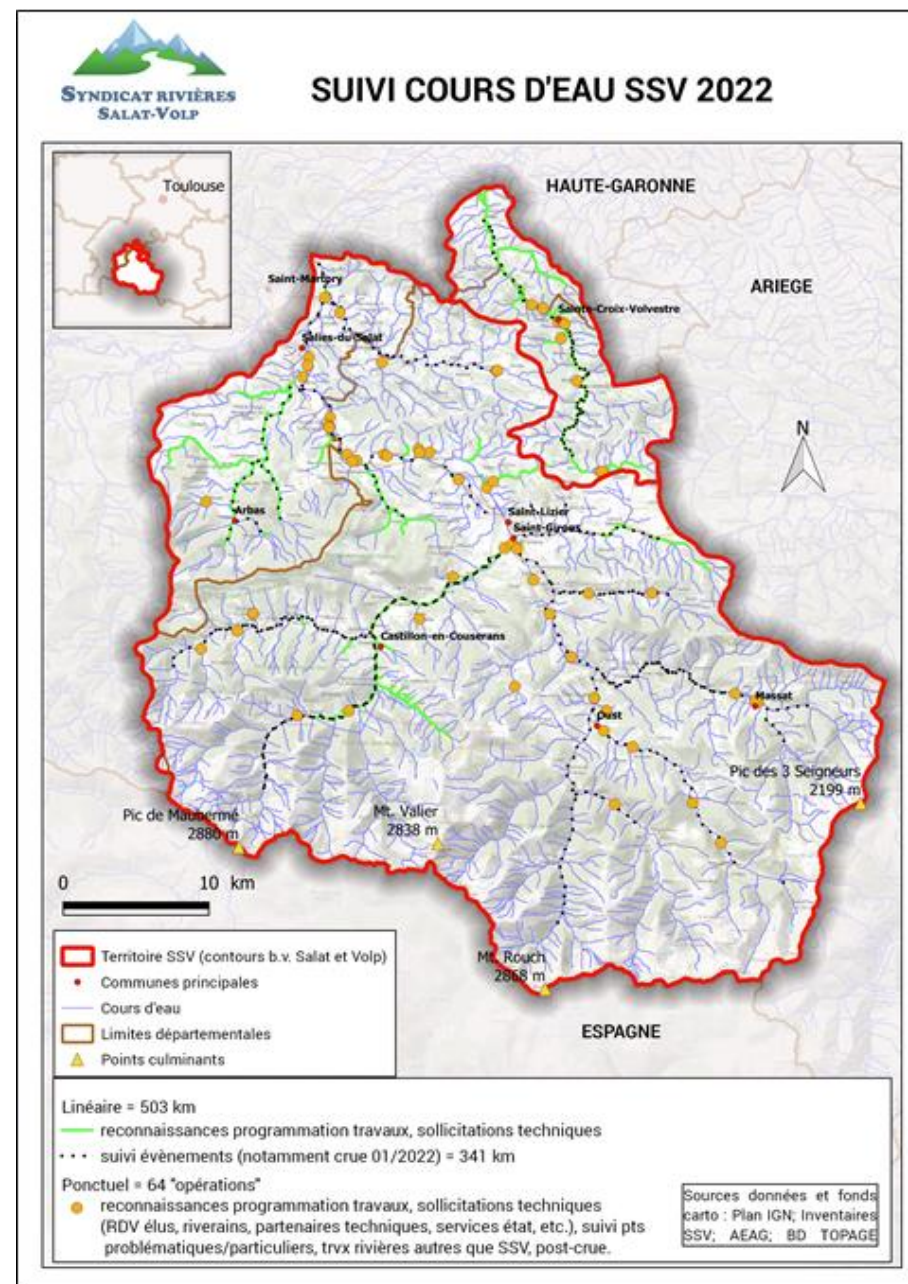 SYNDICAT RIVIÈRES
SALAT-VOLP
SUIVI COURS D'EAU SSV 2022
Toulouse
HAUTE-GARONNE
ARIEGE
Saint-Martory
Sainte-Croix-Volvestre
Salies-du-Salat
N
Arbas
Saint-Lizier
Saint-Girons
Castillon-en-Couserans
Massat
Oust
Pic des 3 Seigneurs
2199 m
Pic de Maubermé
2880 m
Mt. Valier
2838 m
0 10 km
Mt. Rouch
2868 m
ESPAGNE
Territoire SSV (contours b.v. Salat et Volp)
Communes principales
Cours d'eau
Limites départementales
Points culminants
Linéaire = 503 km
reconnaissances programmation travaux, sollicitations techniques
suivi évènements (notamment crue 01/2022) = 341 km
Ponctuel = 64 "opérations"
reconnaissances programmation travaux, sollicitations techniques
(RDV élus, riverains, partenaires techniques, services état, etc.), suivi pts
problématiques/particuliers, trvx rivières autres que SSV, post-crue.
Sources données et fonds
carto : Plan IGN; Inventaires
SSV; AEAG; BD TOPAGE